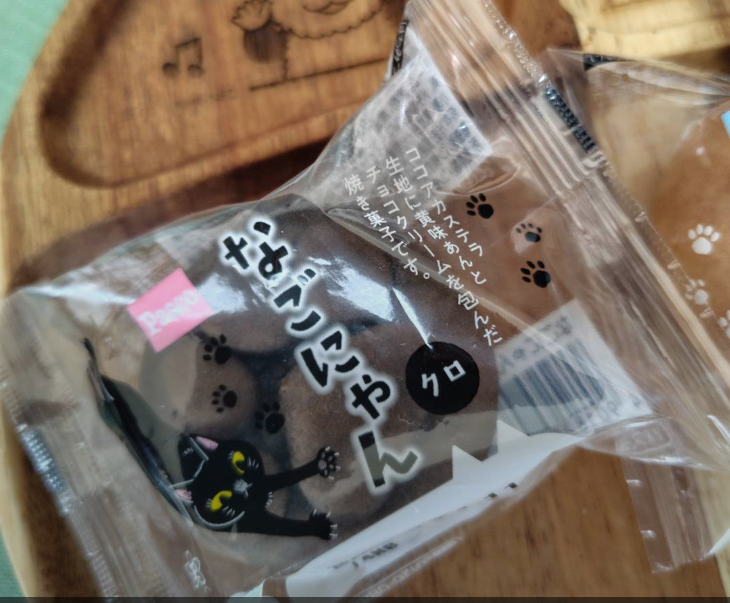 Pasco
なごにゃん
クロ
ココアカステラ
生地に黄味あんと
チョコクリームを包んだ
焼き菓子です。